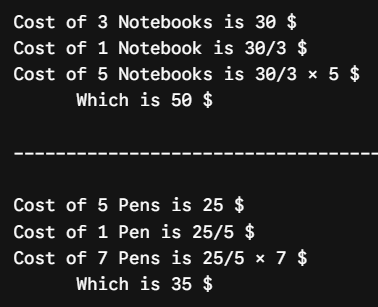 Cost of 3 Notebooks is 30 $
Cost of 1 Notebook is 30/3 $
Cost of 5 Notebooks is 30/3 × 5 $
Which is 50 $
-----------------------------------
Cost of 5 Pens is 25 $
Cost of 1 Pen is 25/5 $
Cost of 7 Pens is 25/5 × 7 $
Which is 35 $